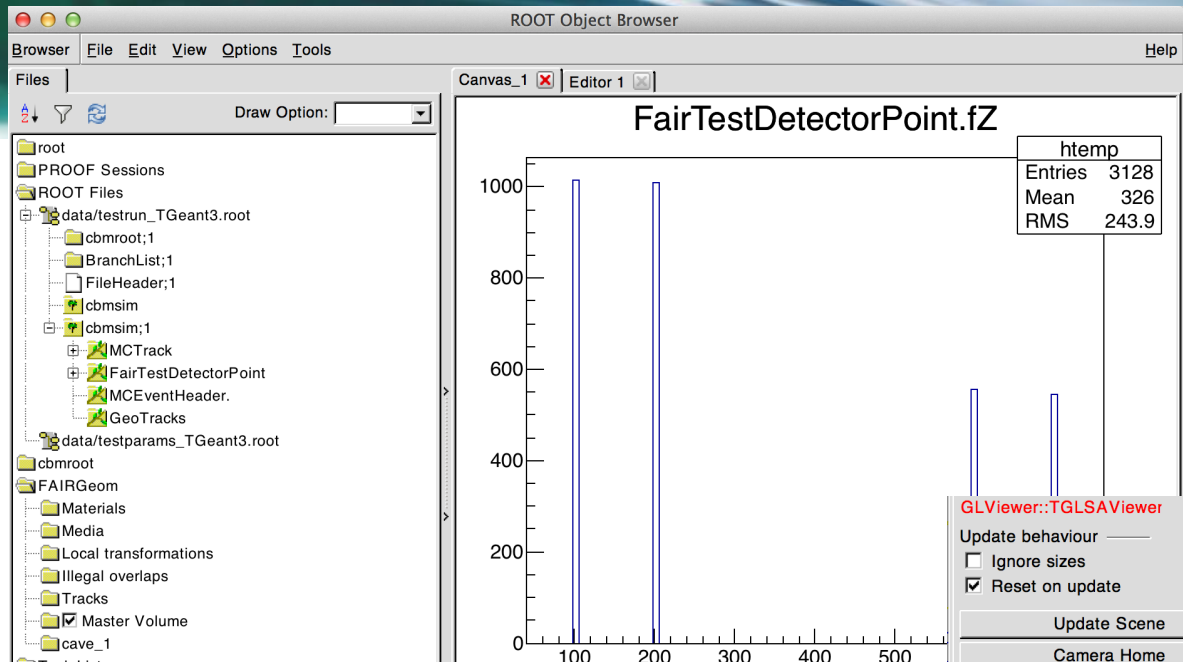 ROOT Object Browser
Browser File Edit View Options Tools Help
Files
Canvas_1 Editor 1
Draw Option:
root
PROOF Sessions
ROOT Files
data/testrun_TGeant3.root
cbmroot;1
BranchList;1
FileHeader;1
cbmsim
cbmsim;1
MCTrack
FairTestDetectorPoint
MCEventHeader.
GeoTracks
data/testparams_TGeant3.root
cbmroot
FAIRGeom
Materials
Media
Local transformations
Illegal overlaps
Tracks
Master Volume
cave_1
FairTestDetectorPoint.fZ
htemp
Entries 3128
Mean 326
RMS 243.9
1000
800
600
400
200
0
100 200 300 400 500
GLViewer::TGLSAViewer
Update behaviour
Ignore sizes
Reset on update
Update Scene
Camera Home